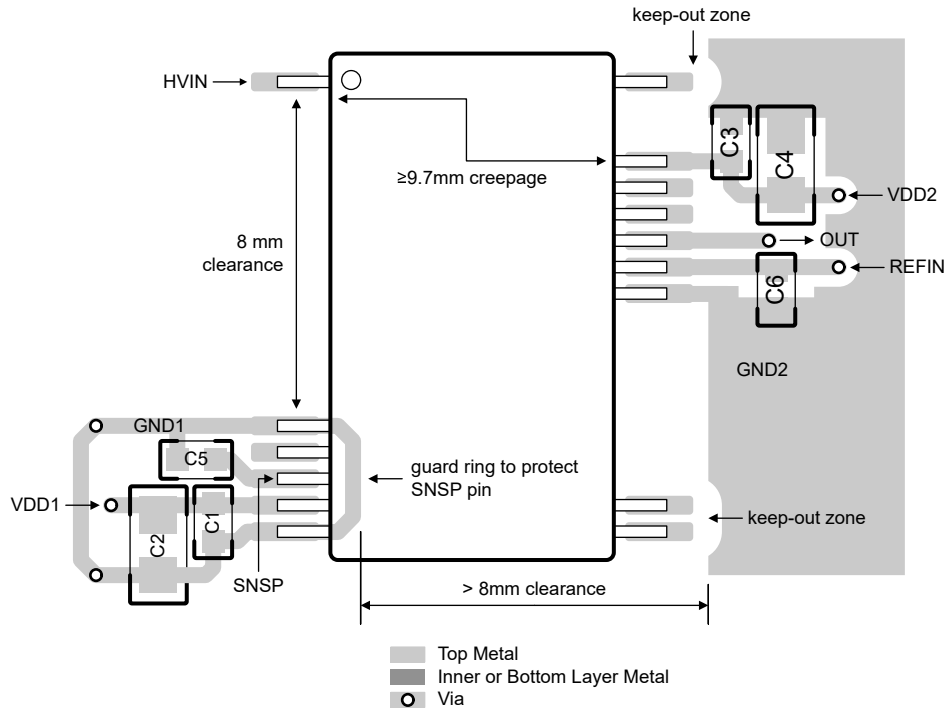 keep-out zone
HVIN
C3
C4
≥9.7mm creepage
VDD2
8 mm
clearance
OUT
REFIN
C6
GND2
GND1
C5
guard ring to protect
SNSP pin
VDD1
C1
C2
keep-out zone
SNSP
> 8mm clearance
Top Metal
Inner or Bottom Layer Metal
Via